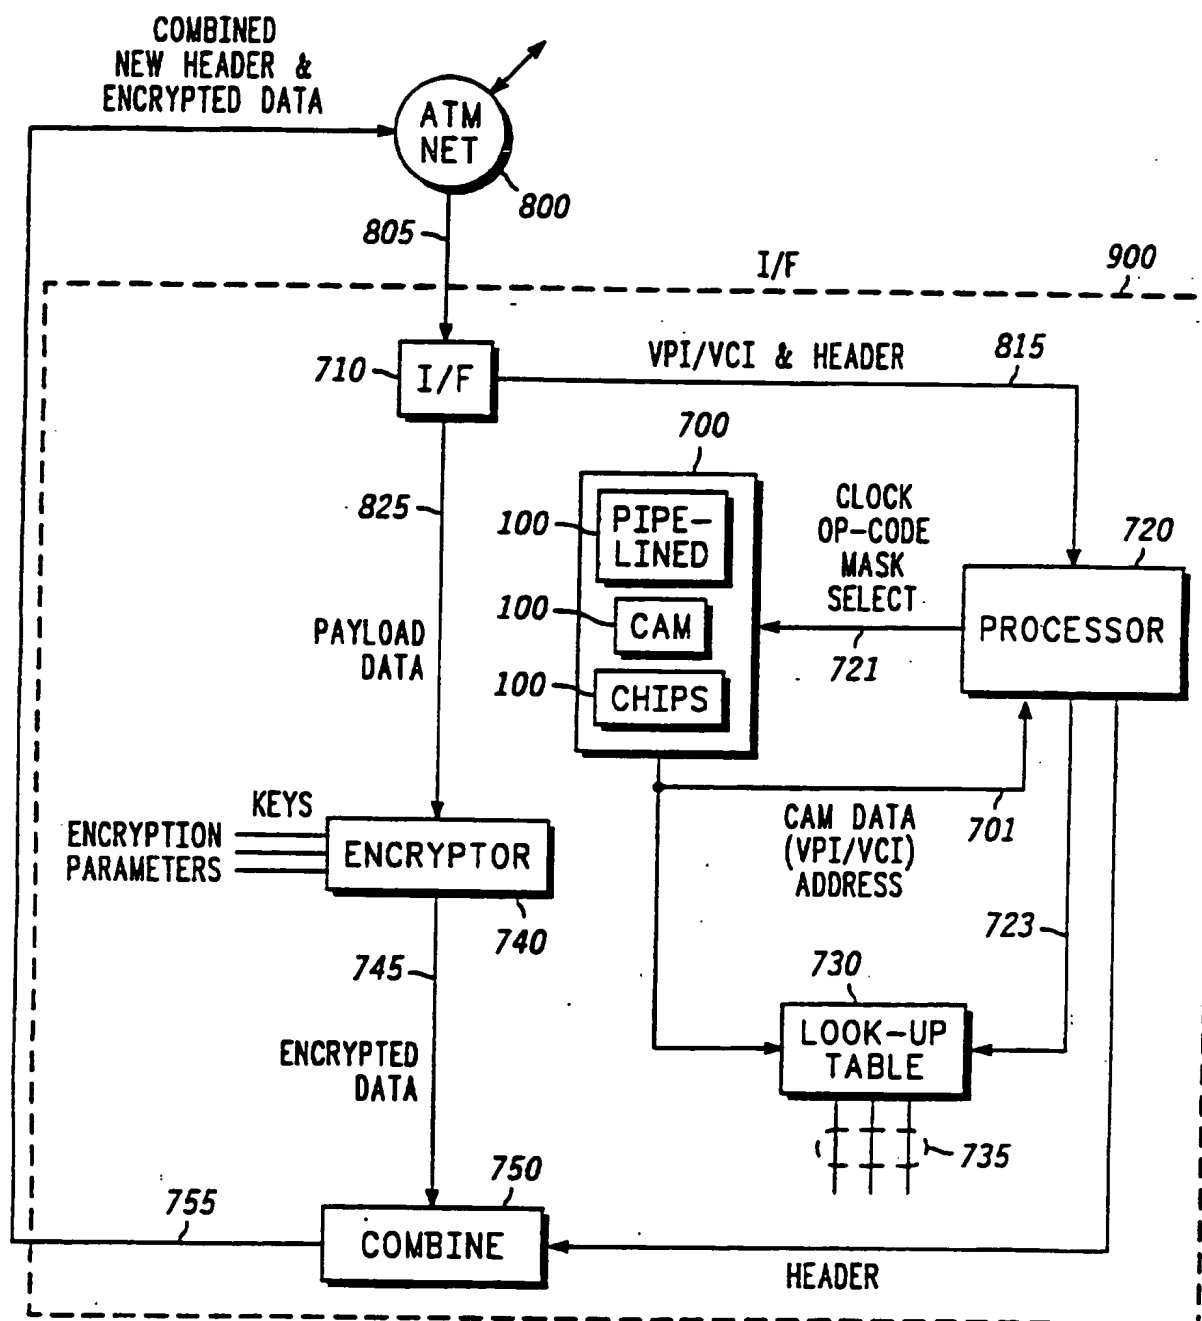 COMBINED
NEW HEADER &
ENCRYPTED DATA
ATM
NET
800
805
I/F
900
710
I/F
VPI/VCI & HEADER
815
700
825
100
PIPE-
LINED
CLOCK
OP-CODE
MASK
SELECT
720
100
CAM
PROCESSOR
721
PAYLOAD
DATA
100
CHIPS
KEYS
ENCRYPTION
PARAMETERS
ENCRYPTOR
740
CAM DATA
(VPI/VCI)
ADDRESS
701
723
745
730
LOOK-UP
TABLE
ENCRYPTED
DATA
735
750
755
COMBINE
HEADER